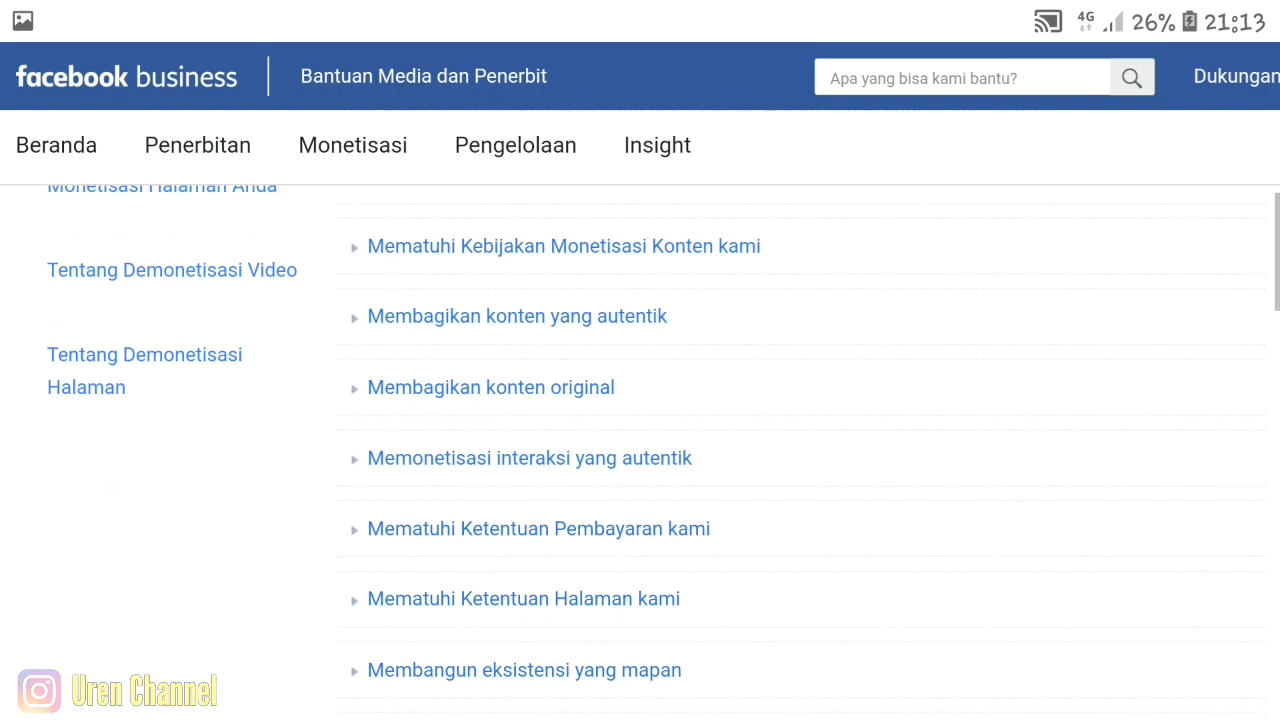 4G 26% 21:13
facebook business Bantuan Media dan Penerbit Apa yang bisa kami bantu? Dukungan
Beranda Penerbitan Monetisasi Pengelolaan Insight
Monetisasi Halaman Anda
Tentang Demonetisasi Video
Tentang Demonetisasi
Halaman
Mematuhi Kebijakan Monetisasi Konten kami
Membagikan konten yang autentik
Membagikan konten original
Memonetisasi interaksi yang autentik
Mematuhi Ketentuan Pembayaran kami
Mematuhi Ketentuan Halaman kami
Membangun eksistensi yang mapan
Uren Channel